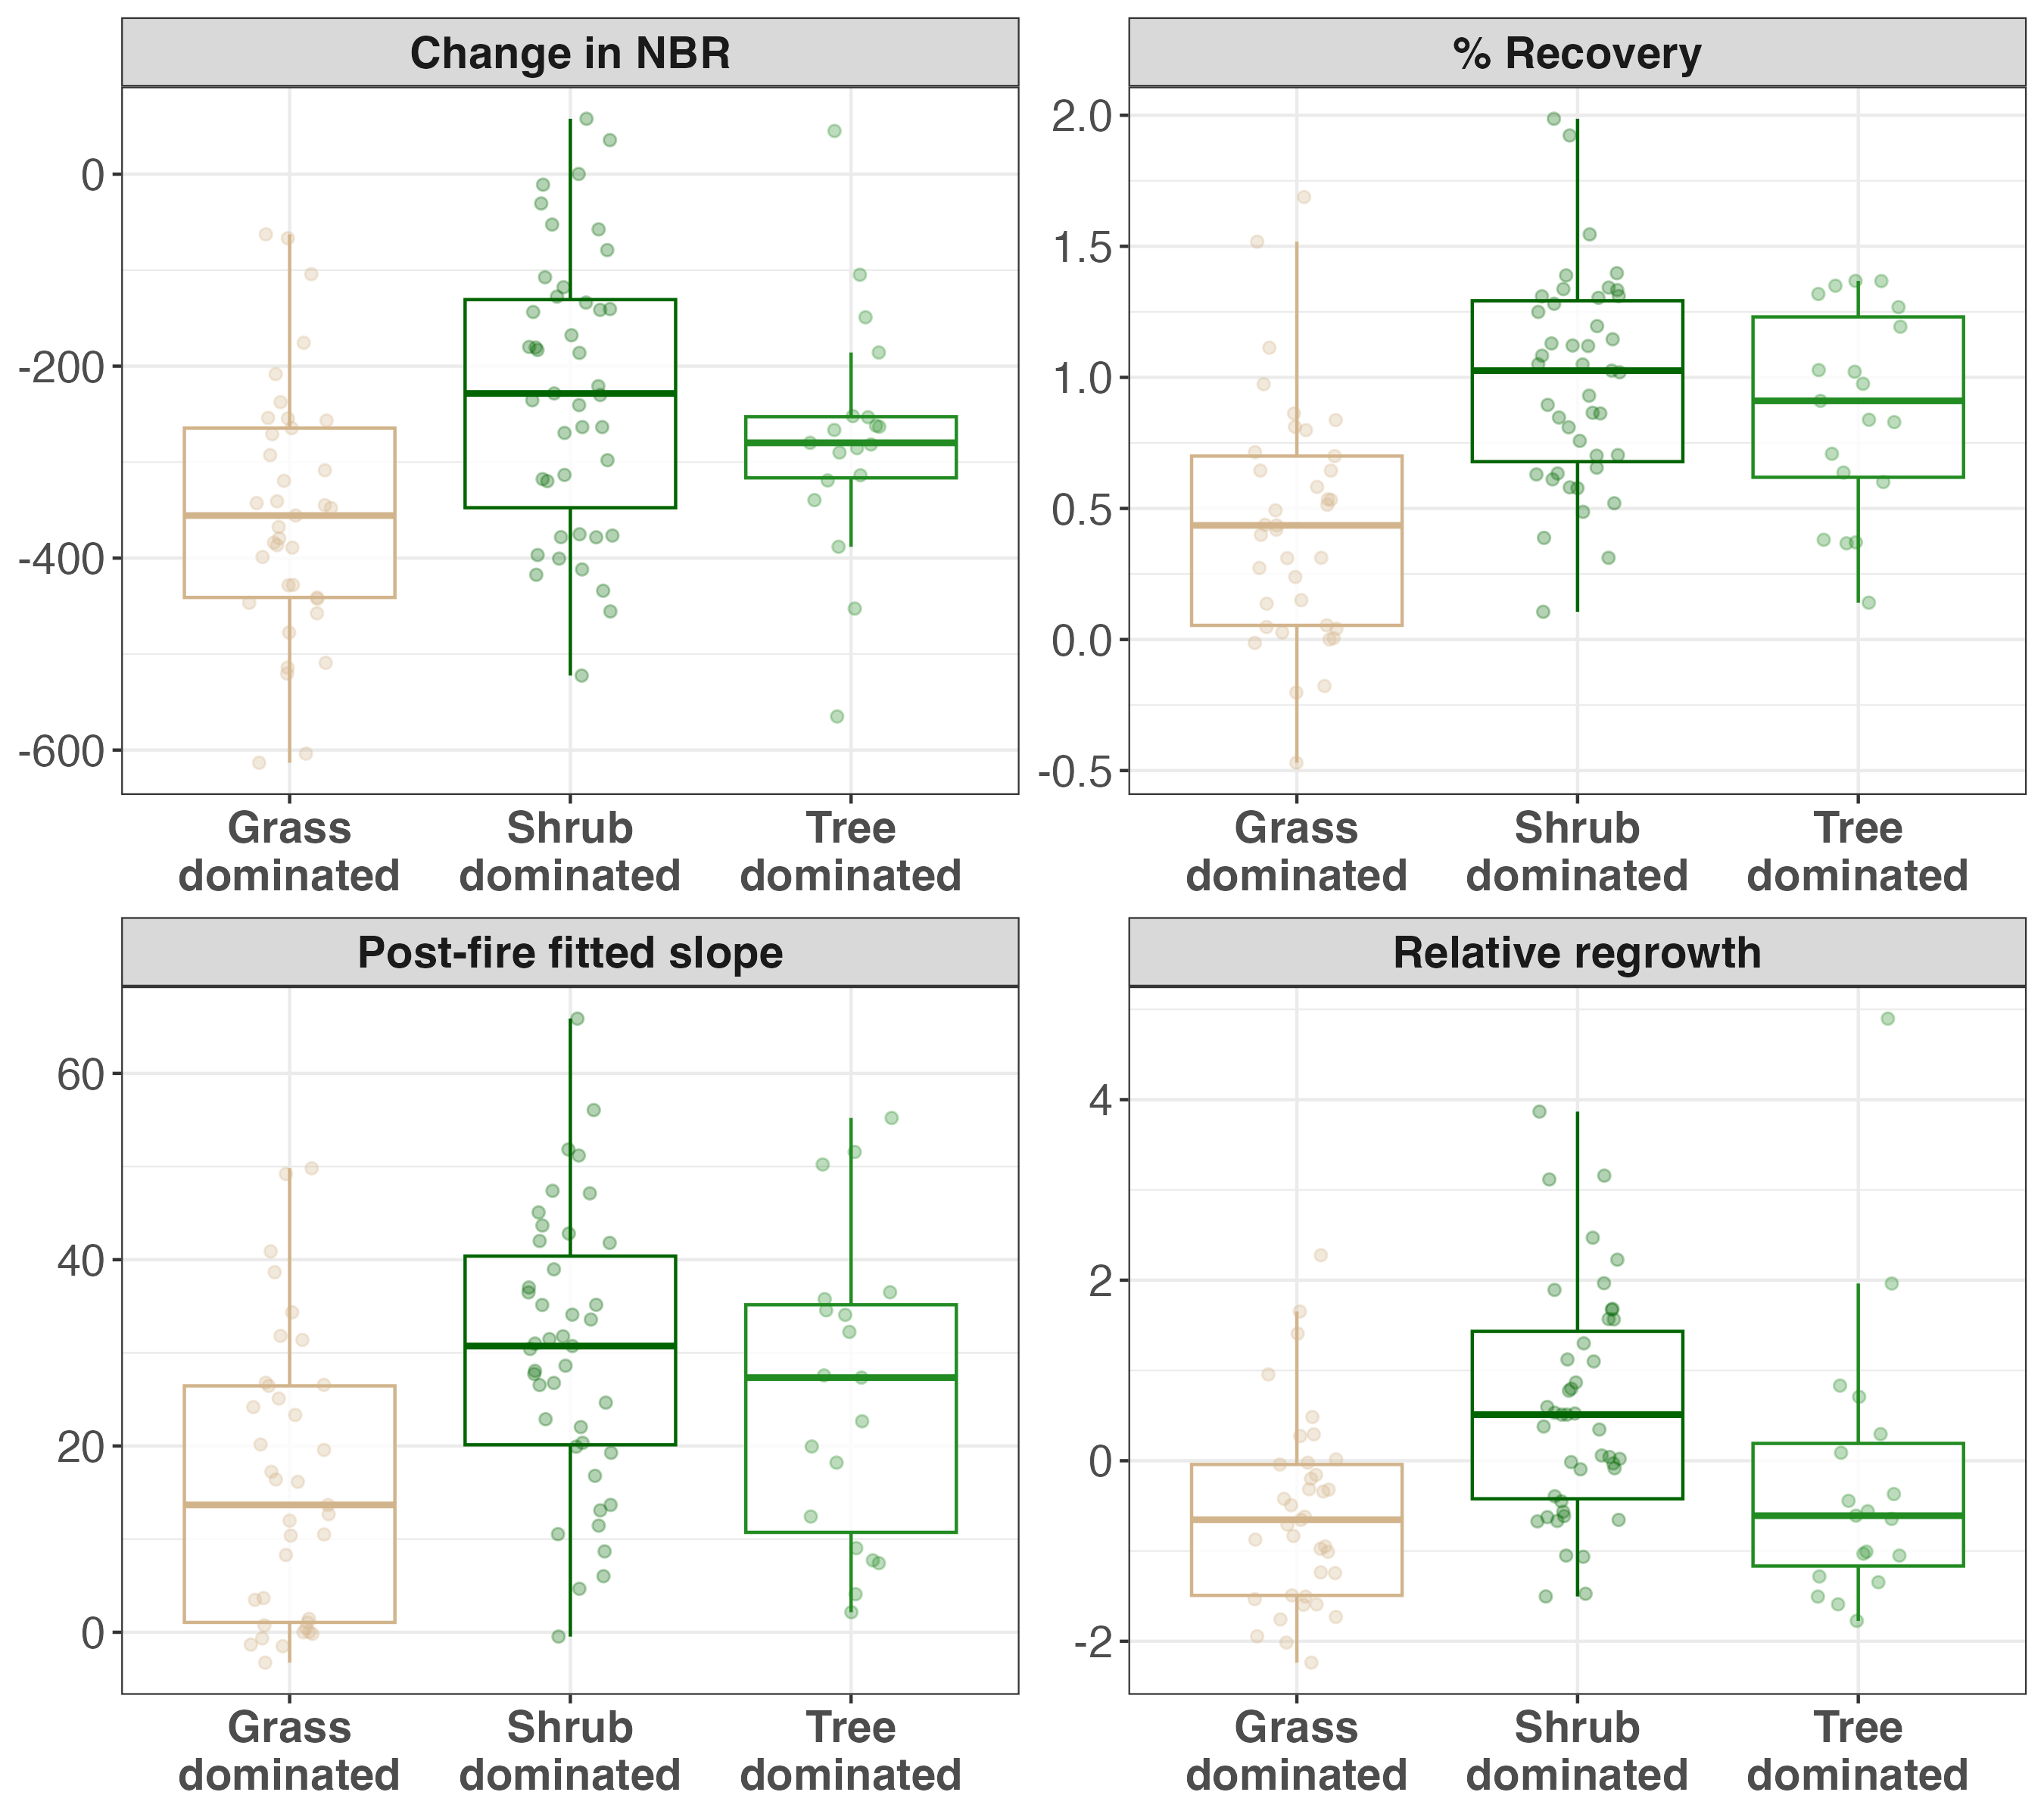 Change in NBR
0
-200
-400
-600
Grass dominated
Shrub dominated
Tree dominated
% Recovery
2.0
1.5
1.0
0.5
0.0
-0.5
Grass dominated
Shrub dominated
Tree dominated
Post-fire fitted slope
60
40
20
0
Grass dominated
Shrub dominated
Tree dominated
Relative regrowth
4
2
0
-2
Grass dominated
Shrub dominated
Tree dominated